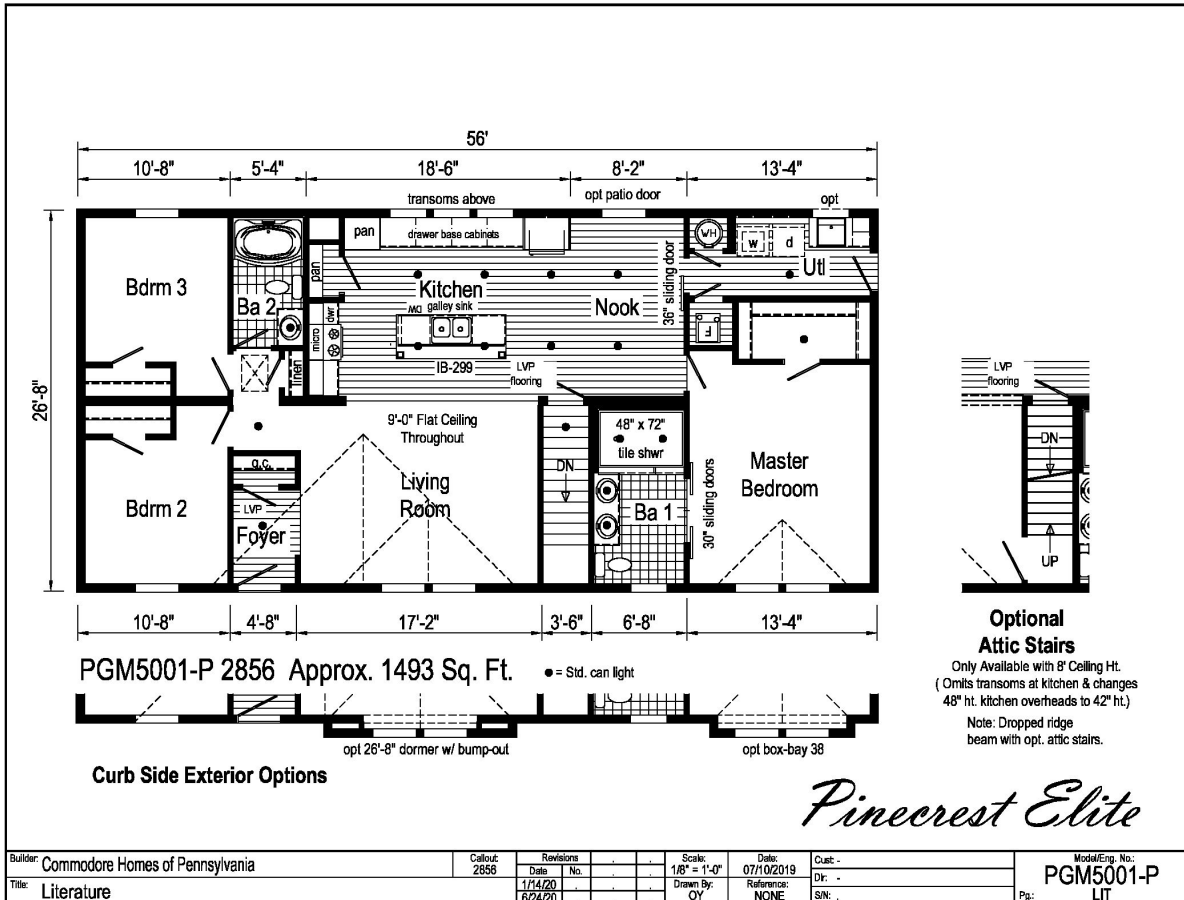 56'
10'-8" 5'-4" 18'-6" 8'-2" 13'-4"
transoms above opt patio door opt
26'-8"
pan drawer base cabinets WH w d
Bdrm 3
pan
Ba 2
Kitchen
galley sink
DW
Nook
36" sliding door
Utl
F
micro dwr
IB-299
linen
x
LVP
flooring
9'-0" Flat Ceiling
Throughout
48" x 72"
tile shwr
g.c.
Living
Room
DN
Master
Bedroom
Bdrm 2
LVP
Foyer
Ba 1
30" sliding doors
10'-8" 4'-8" 17'-2" 3'-6" 6'-8" 13'-4"
LVP
flooring
DN
UP
Optional
Attic Stairs
Only Available with 8' Ceiling Ht.
( Omits transoms at kitchen & changes
48" ht. kitchen overheads to 42" ht.)
Note: Dropped ridge
beam with opt. attic stairs.
PGM5001-P 2856 Approx. 1493 Sq. Ft. ● = Std. can light
opt 26'-8" dormer w/ bump-out opt box-bay 38
Curb Side Exterior Options
Pinecrest Elite
Builder: Commodore Homes of Pennsylvania
Title: Literature
Callout:
2856
Revisions
Date No.
1/14/20
6/24/20
Scale:
1/8" = 1'-0"
Drawn By:
OY
Date:
07/10/2019
Reference:
NONE
Cust: -
Dlr: -
S/N: .
Model/Eng. No.:
PGM5001-P
Pg.: LIT